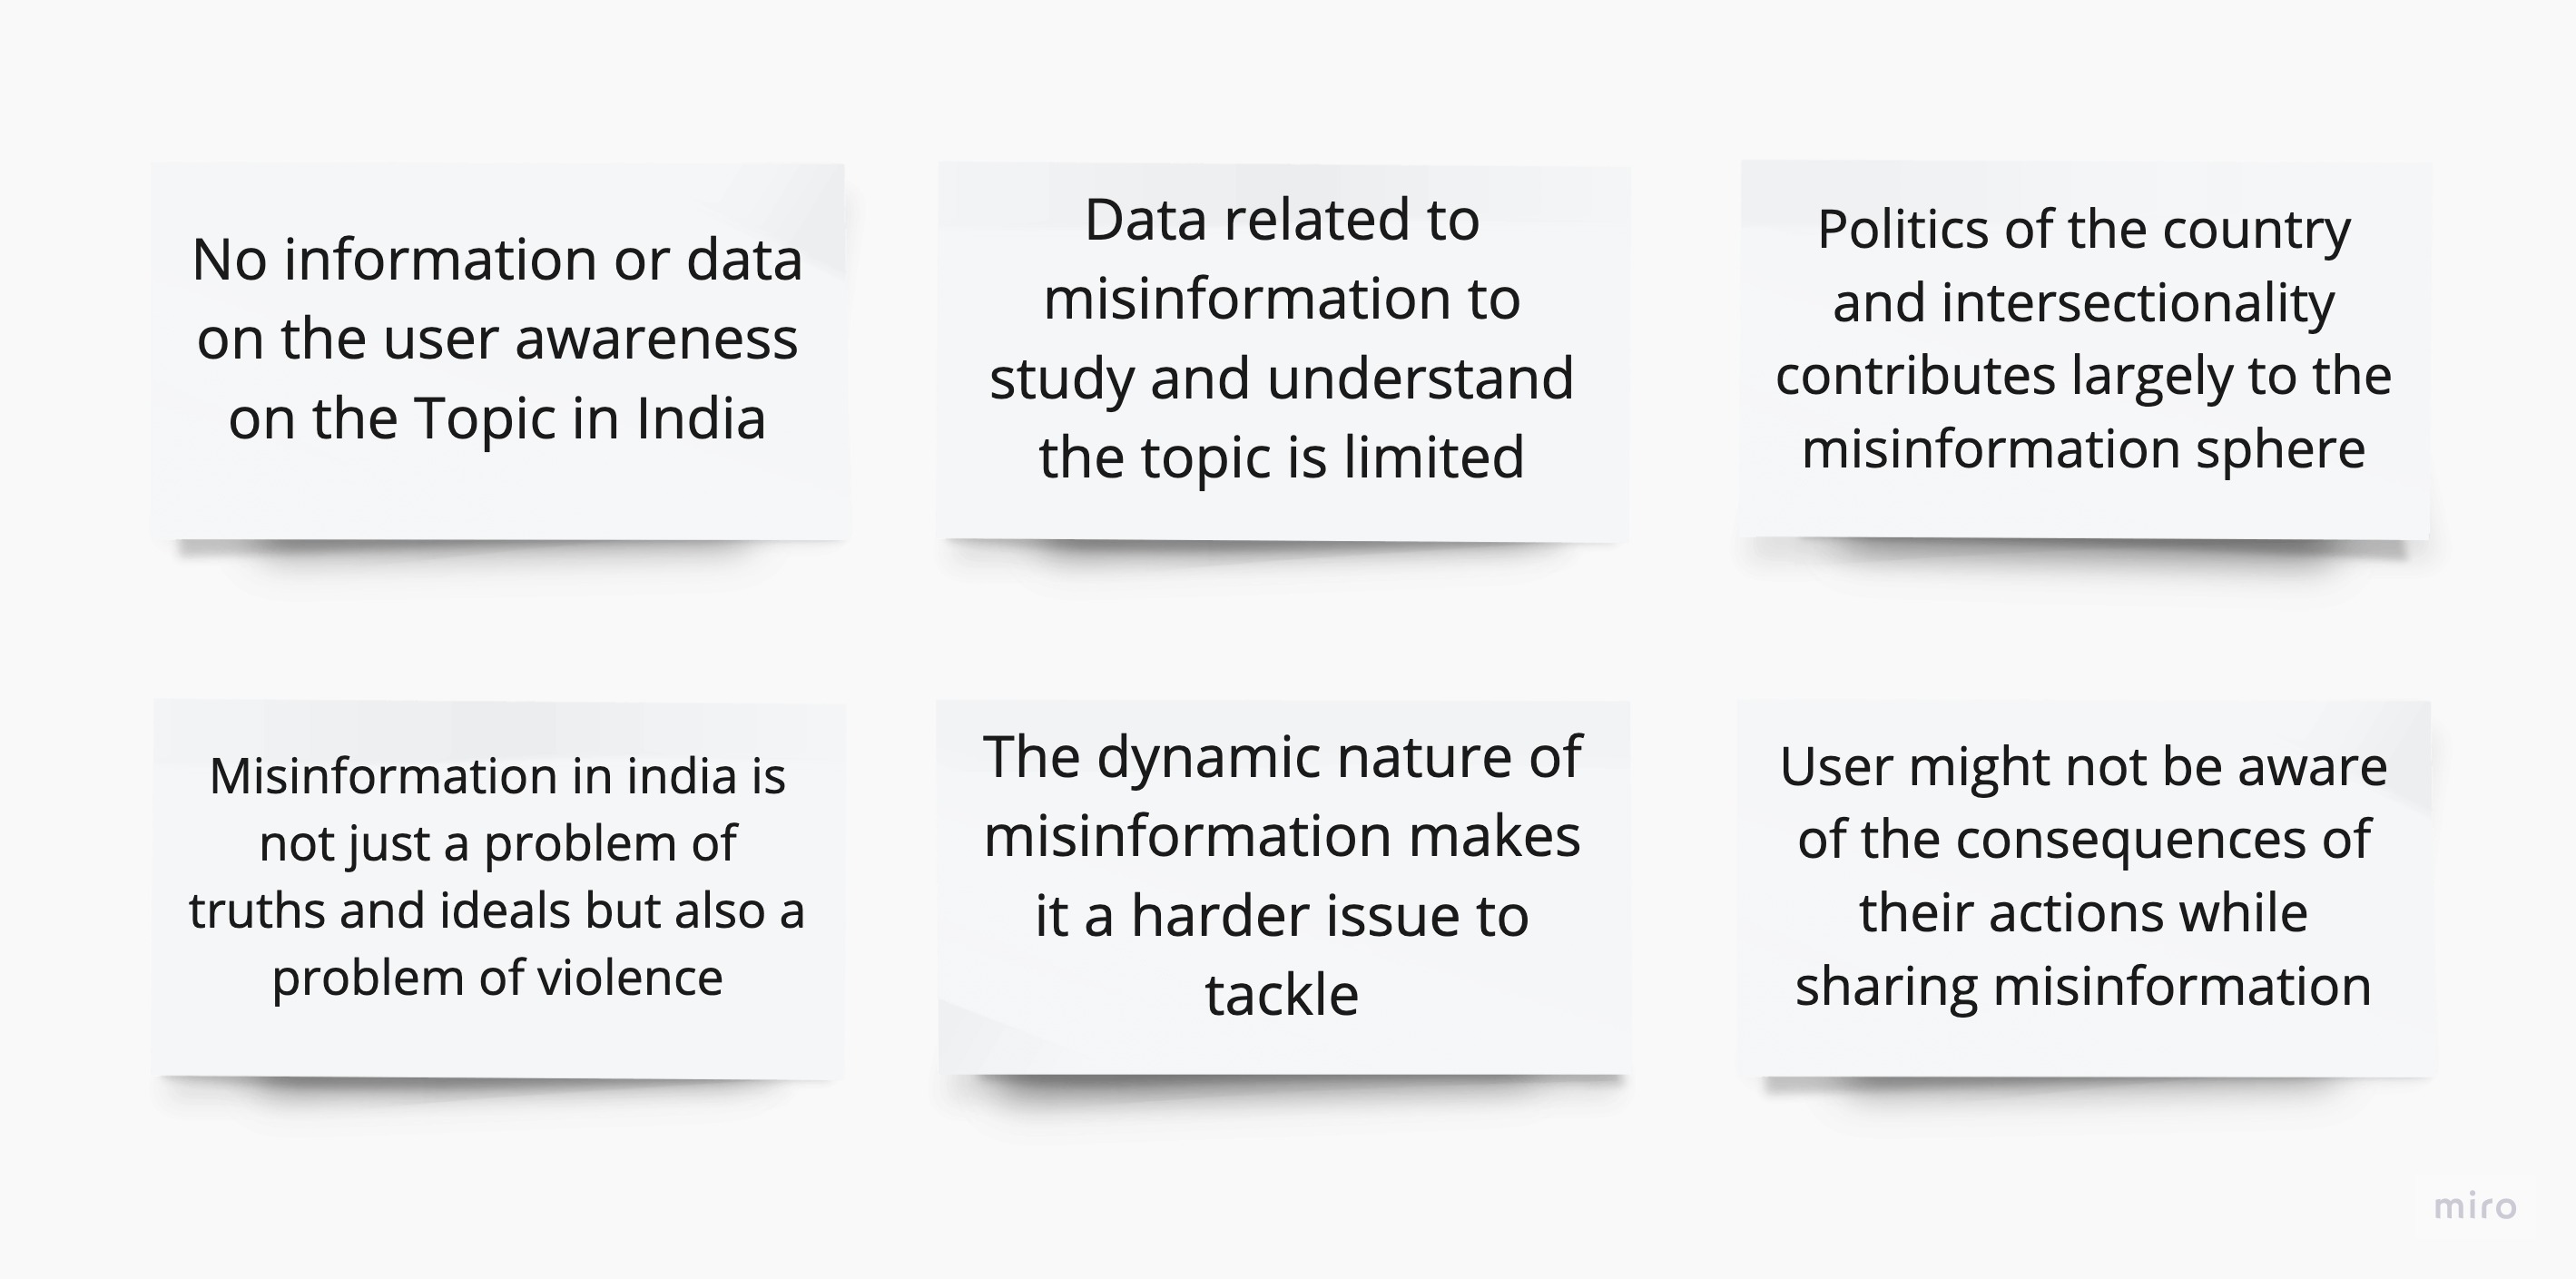 No information or data
on the user awareness
on the Topic in India
Data related to
misinformation to
study and understand
the topic is limited
Politics of the country
and intersectionality
contributes largely to the
misinformation sphere
Misinformation in india is
not just a problem of
truths and ideals but also a
problem of violence
The dynamic nature of
misinformation makes
it a harder issue to
tackle
User might not be aware
of the consequences of
their actions while
sharing misinformation
miro